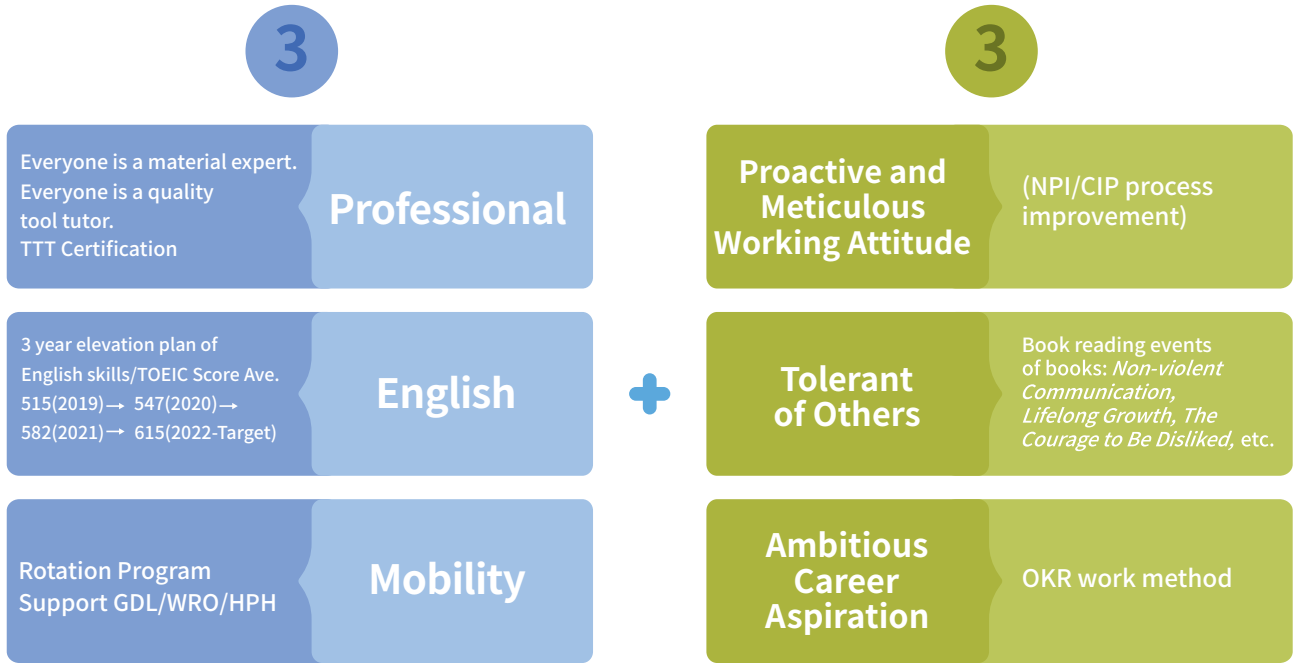 3
Everyone is a material expert.
Everyone is a quality
tool tutor.
TTT Certification
Professional
3 year elevation plan of
English skills/TOEIC Score Ave.
515(2019)→ 547(2020)→
582(2021)→ 615(2022-Target)
English
Rotation Program
Support GDL/WRO/HPH
Mobility
3
Proactive and
Meticulous
Working Attitude
(NPI/CIP process
improvement)
Tolerant
of Others
Book reading events
of books: Non-violent
Communication,
Lifelong Growth, The
Courage to Be Disliked, etc.
Ambitious
Career
Aspiration
OKR work method